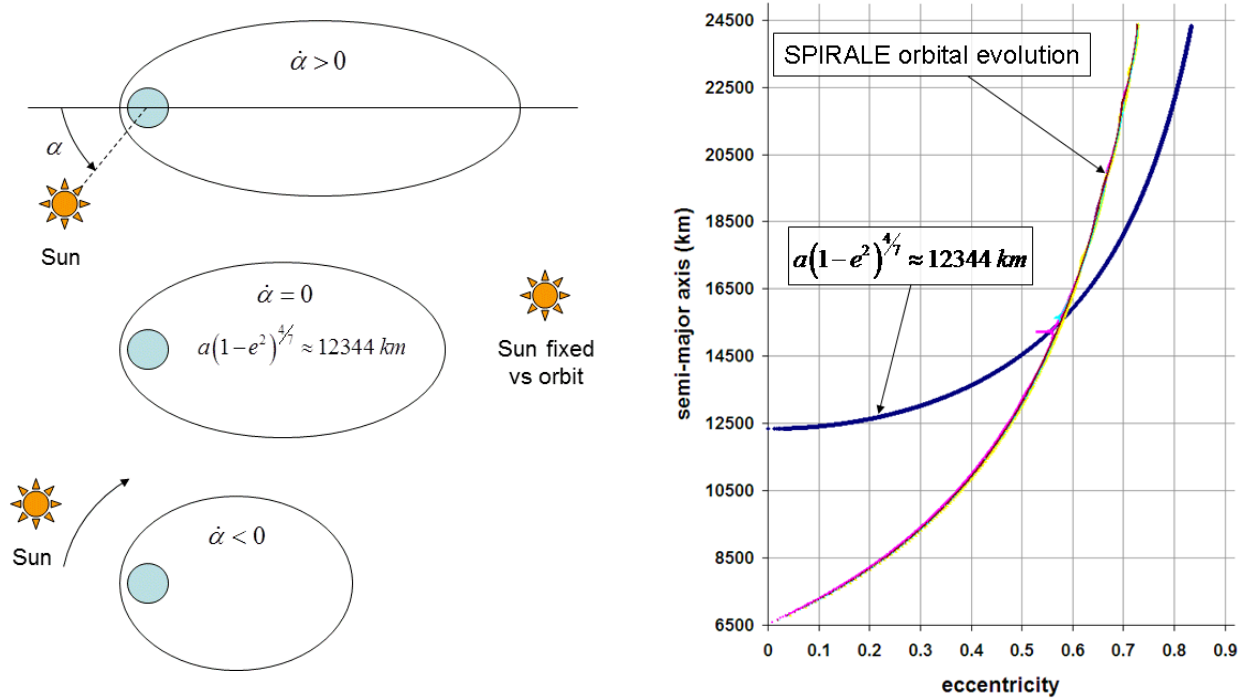 α̇ > 0
α
Sun
α̇ = 0
a(1−e²)^{4/7} ≈ 12344 km
Sun fixed
vs orbit
Sun
α̇ < 0
24500
22500
20500
18500
16500
14500
12500
10500
8500
6500
semi-major axis (km)
SPIRALE orbital evolution
a(1−e²)^{4/7} ≈ 12344 km
0 0.1 0.2 0.3 0.4 0.5 0.6 0.7 0.8 0.9
eccentricity